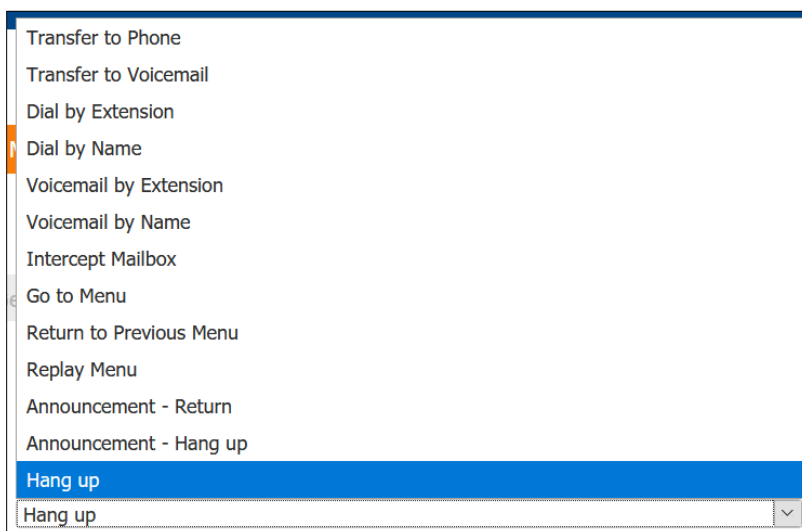 Transfer to Phone
Transfer to Voicemail
Dial by Extension
Dial by Name
Voicemail by Extension
Voicemail by Name
Intercept Mailbox
Go to Menu
Return to Previous Menu
Replay Menu
Announcement - Return
Announcement - Hang up
Hang up
Hang up